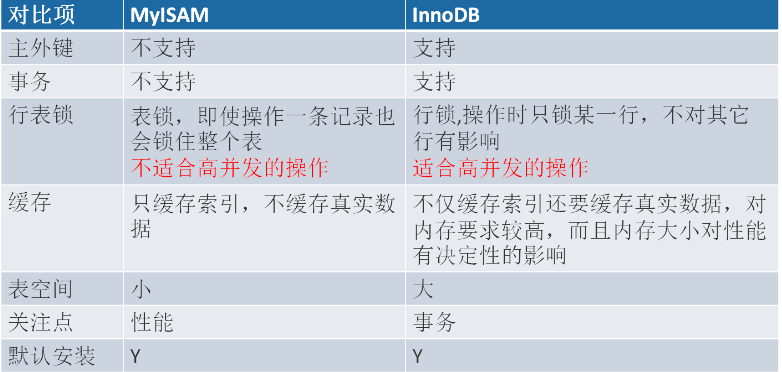 对比项 MyISAM InnoDB
主外键 不支持 支持
事务 不支持 支持
行表锁 表锁，即使操作一条记录也 行锁,操作时只锁某一行，不对其它
会锁住整个表 行有影响
不适合高并发的操作 适合高并发的操作
缓存 只缓存索引，不缓存真实数 不仅缓存索引还要缓存真实数据，对
据 内存要求较高，而且内存大小对性能
有决定性的影响
表空间 小 大
关注点 性能 事务
默认安装 Y Y